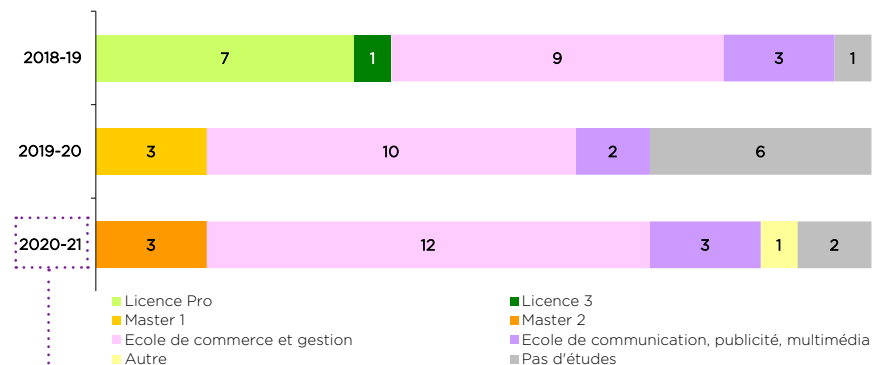 2018-19 7 1 9 3 1
2019-20 3 10 2 6
2020-21 3 12 3 1 2
Licence Pro Licence 3
Master 1 Master 2
Ecole de commerce et gestion Ecole de communication, publicité, multimédia
Autre Pas d'études